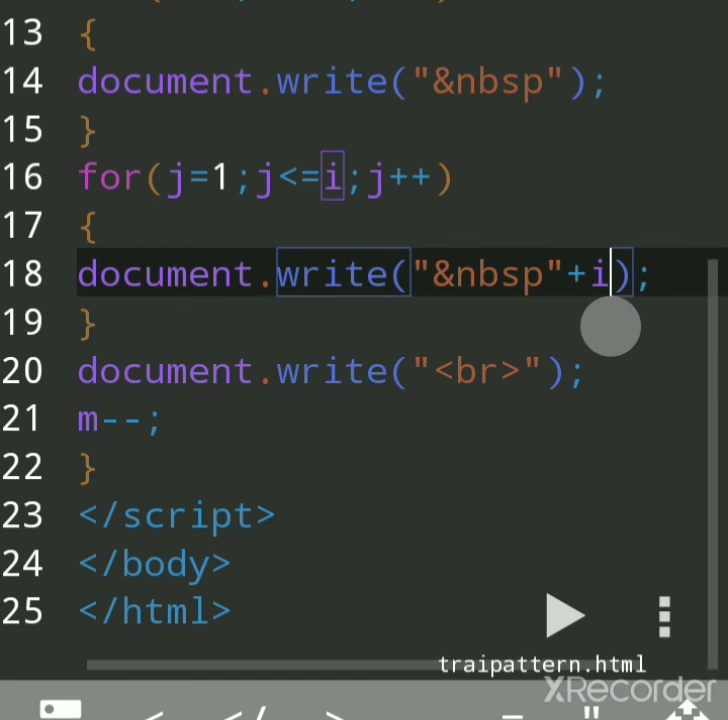 13 {
14 document.write("&nbsp");
15 }
16 for(j=1;j<=i;j++)
17 {
18 document.write("&nbsp"+i);
19 }
20 document.write("<br>");
21 m--;
22 }
23 </script>
24 </body>
25 </html>
traipattern.html
XRecorder